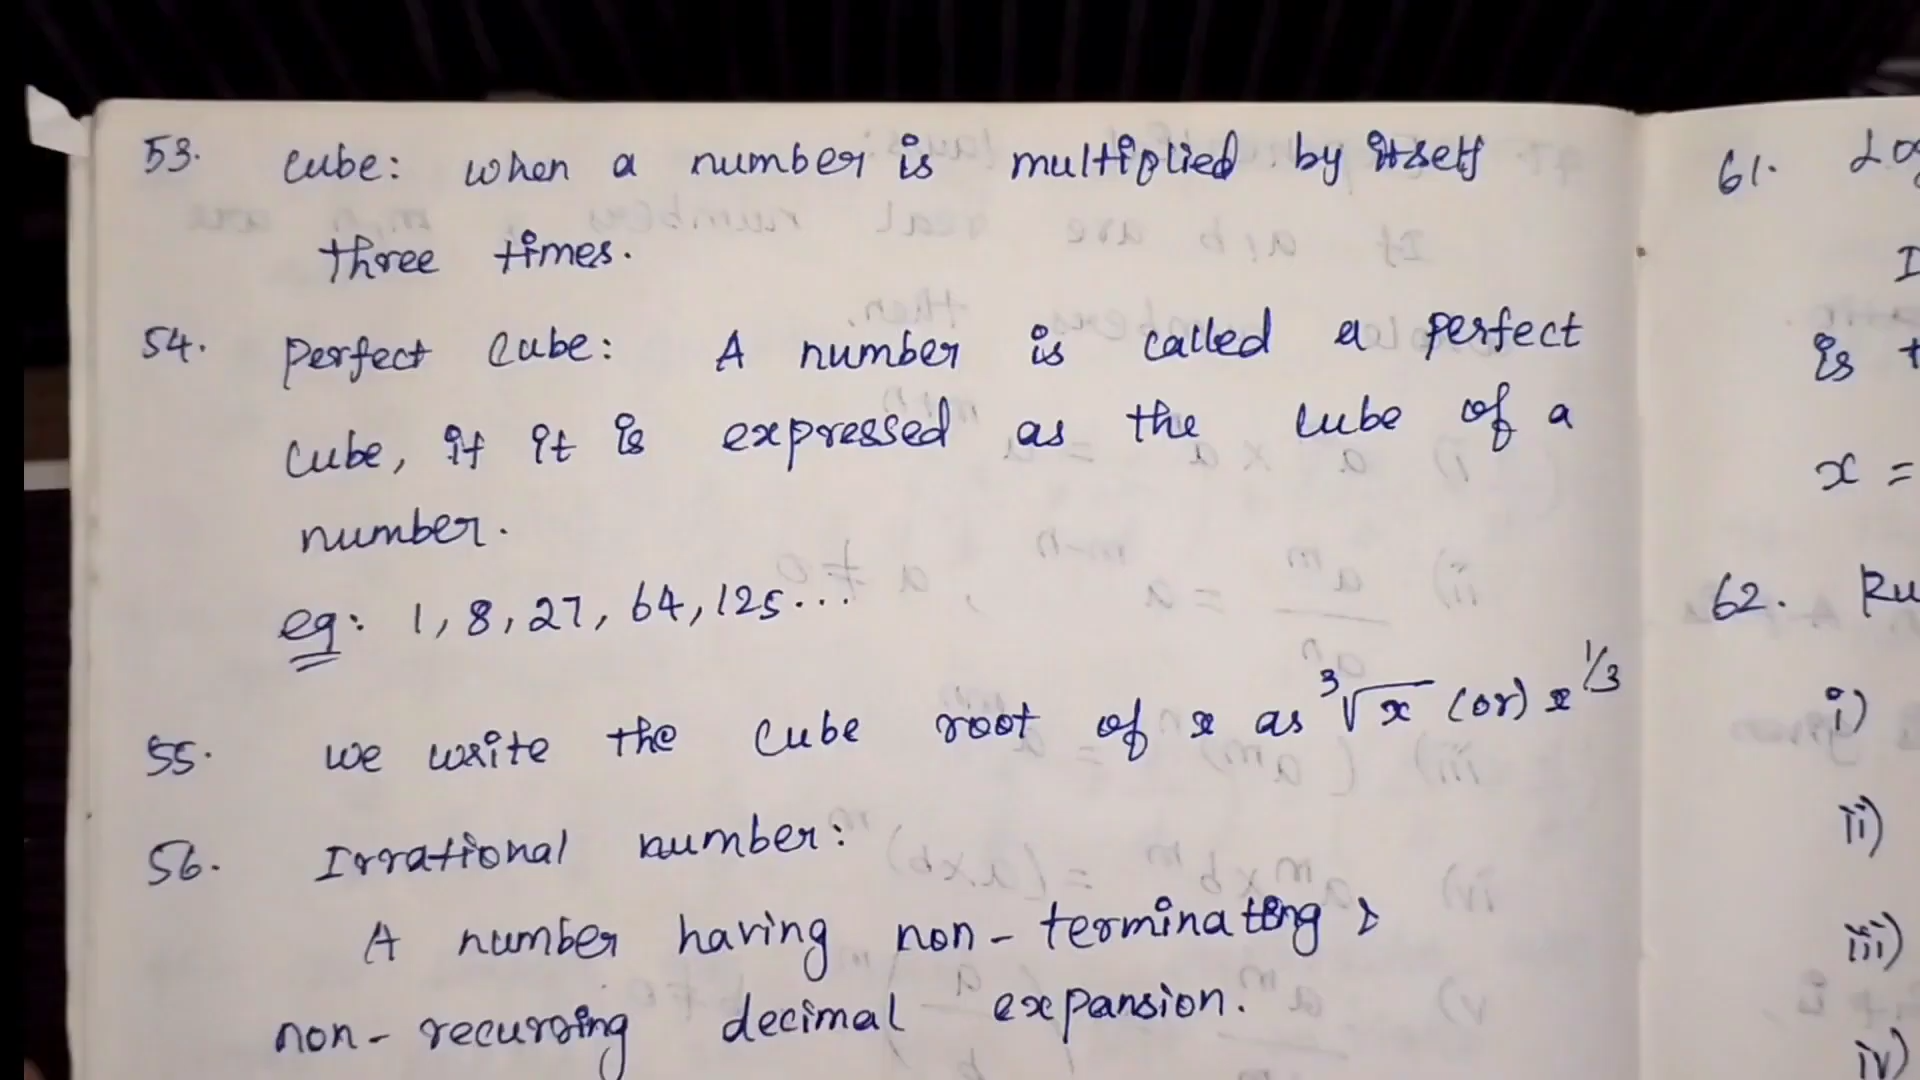 53. Cube: when a number is multiplied by itself
three times.
54. Perfect Cube: A number is called a perfect
cube, if it is expressed as the cube of a
number.
eg: 1, 8, 27, 64, 125...
55. We write the cube root of x as ³√x (or) x^1/3
56. Irrational number:
A number having non-terminating &
non-recurring decimal expansion.
61.
is
x =
62.
i)
ii)
iii)
iv)